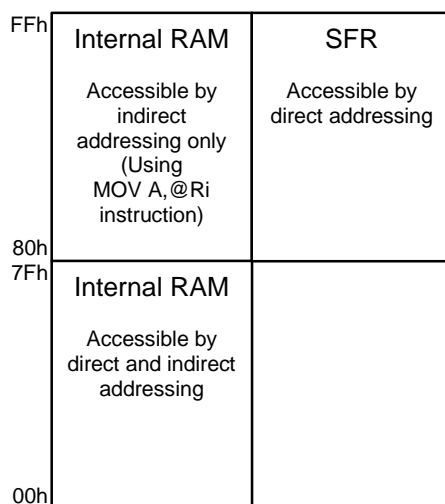 FFh
Internal RAM
Accessible by
indirect
addressing only
(Using
MOV A,@Ri
instruction)
SFR
Accessible by
direct addressing
80h
7Fh
Internal RAM
Accessible by
direct and indirect
addressing
00h